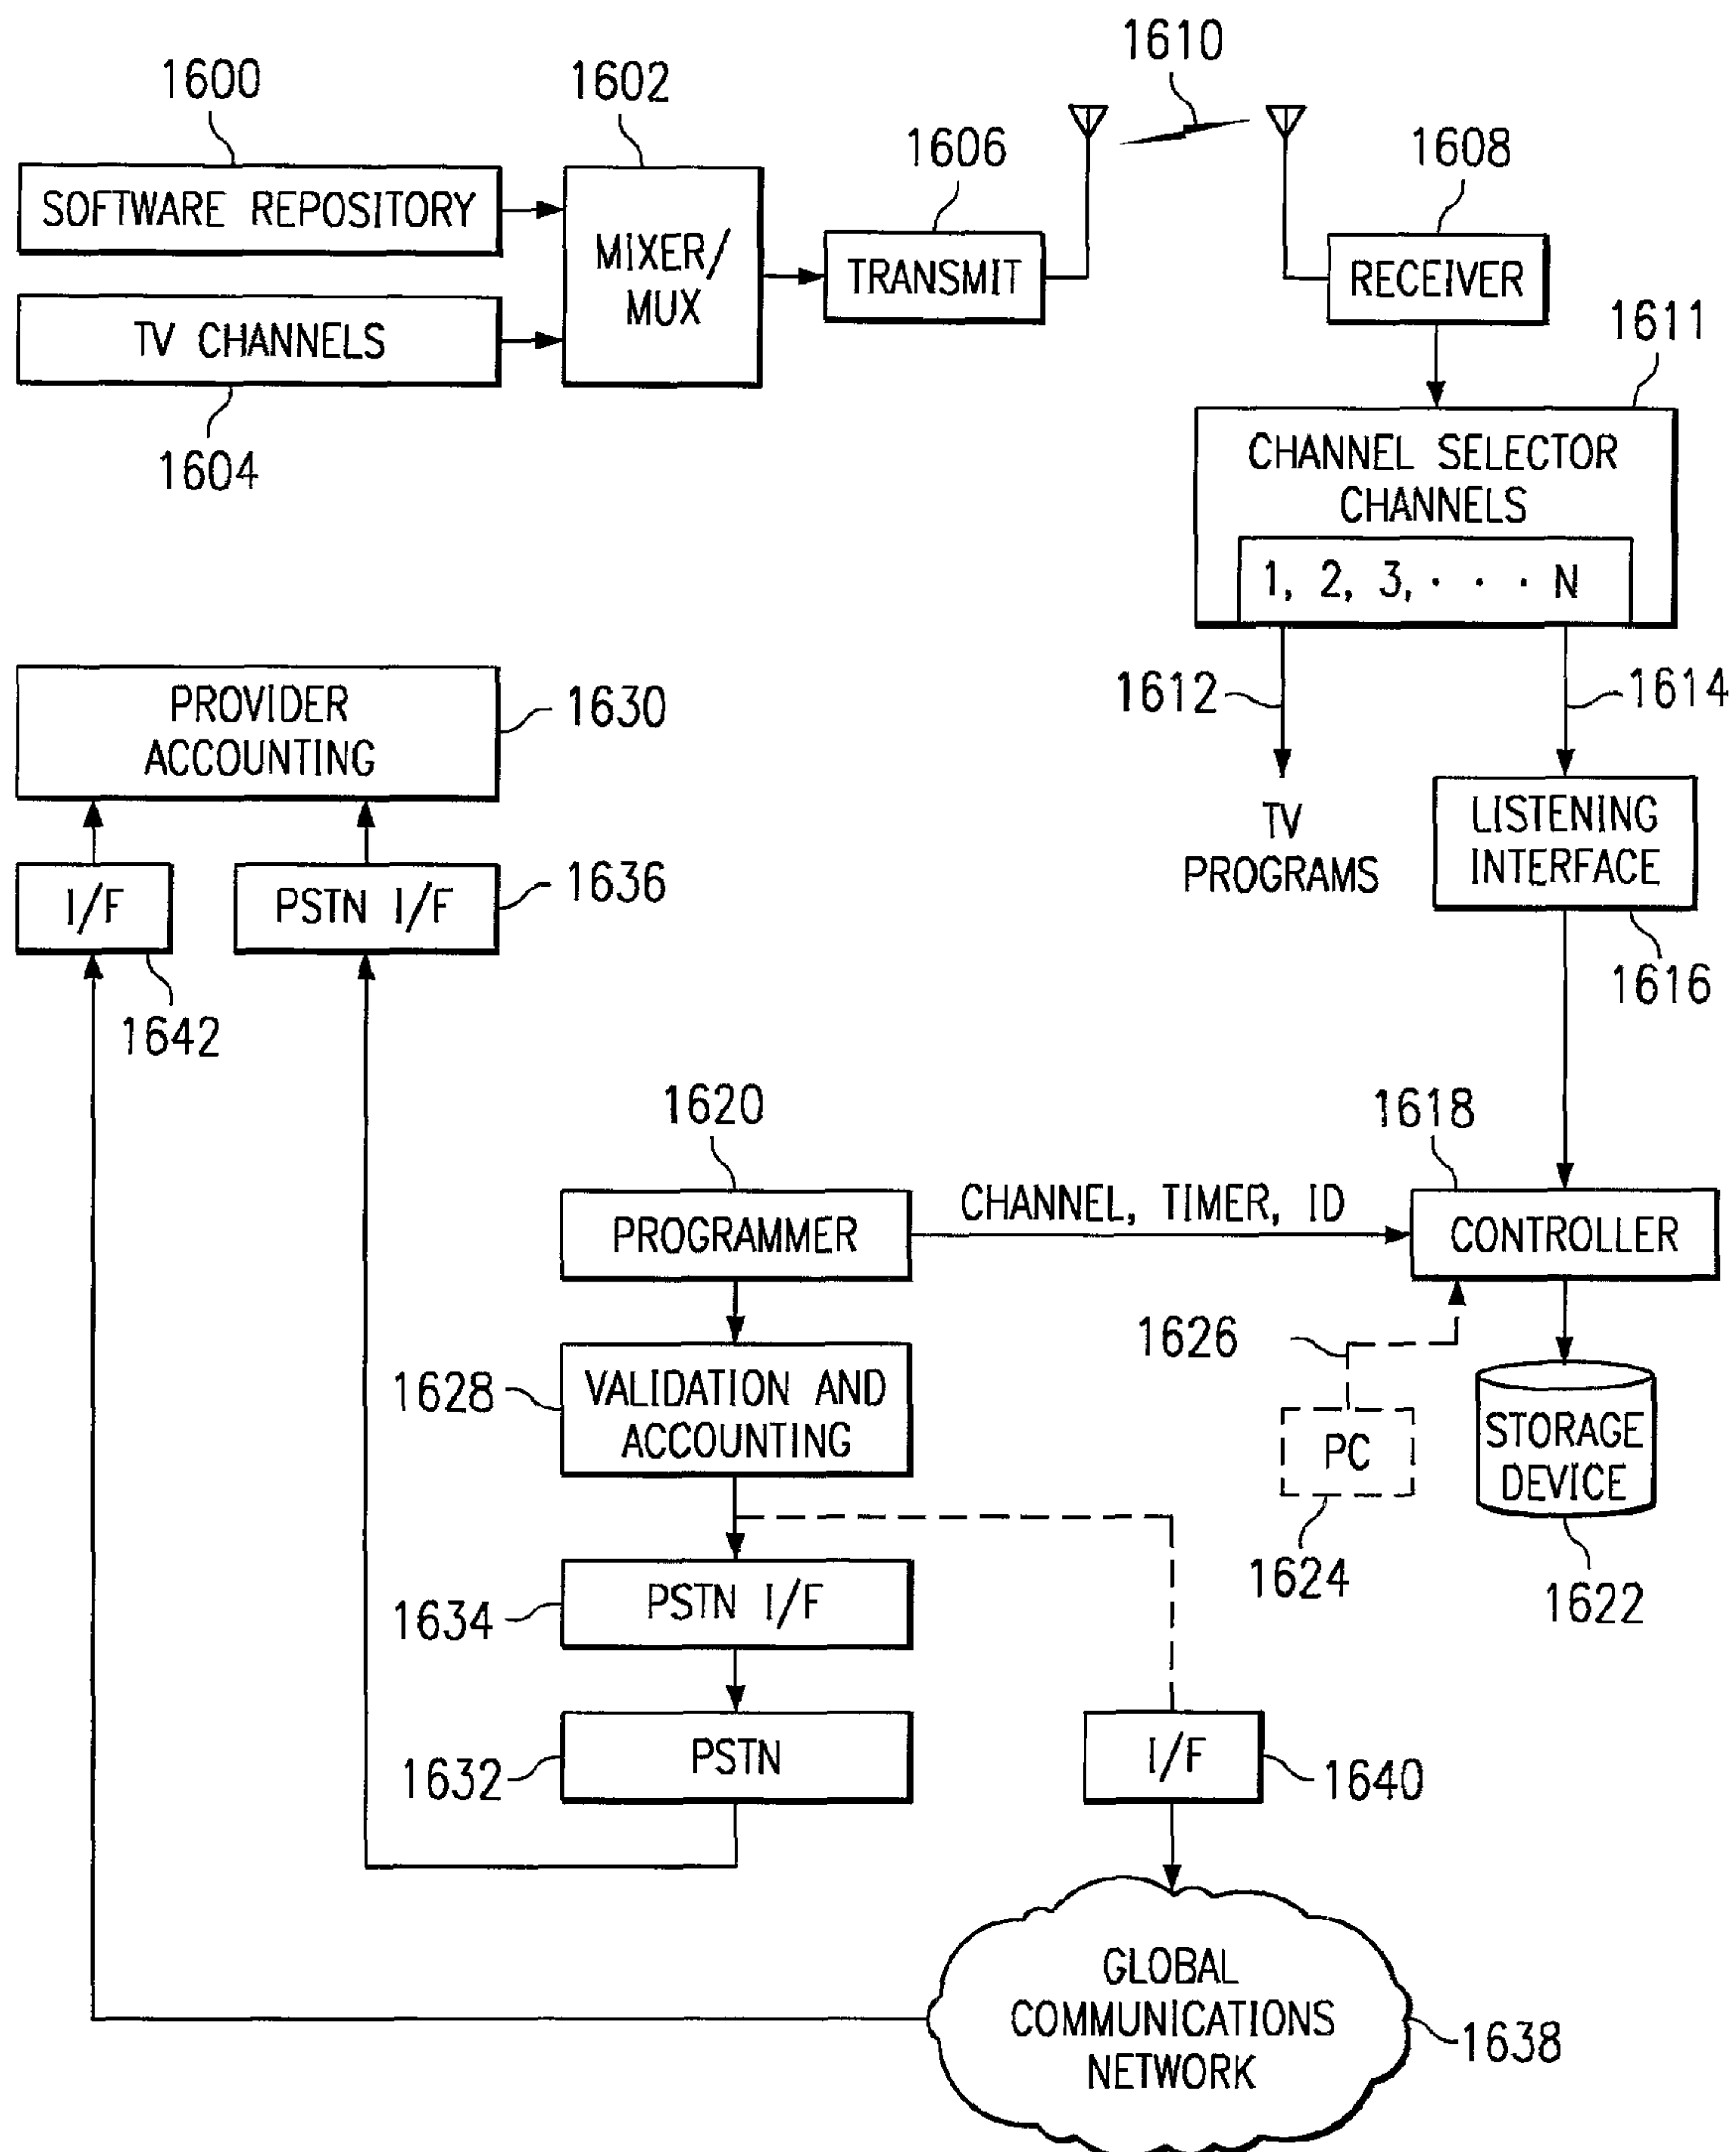 1610
1600
1602
1606
1608
SOFTWARE REPOSITORY
MIXER/
MUX
TRANSMIT
RECEIVER
TV CHANNELS
1604
1611
CHANNEL SELECTOR
CHANNELS
1, 2, 3, · · · N
1612
1614
PROVIDER
ACCOUNTING
1630
TV
PROGRAMS
LISTENING
INTERFACE
1616
I/F
PSTN I/F
1636
1642
1620
1618
PROGRAMMER
CHANNEL, TIMER, ID
CONTROLLER
1626
1628
VALIDATION AND
ACCOUNTING
PC
1624
STORAGE
DEVICE
1622
1634
PSTN I/F
1632
PSTN
I/F
1640
GLOBAL
COMMUNICATIONS
NETWORK
1638